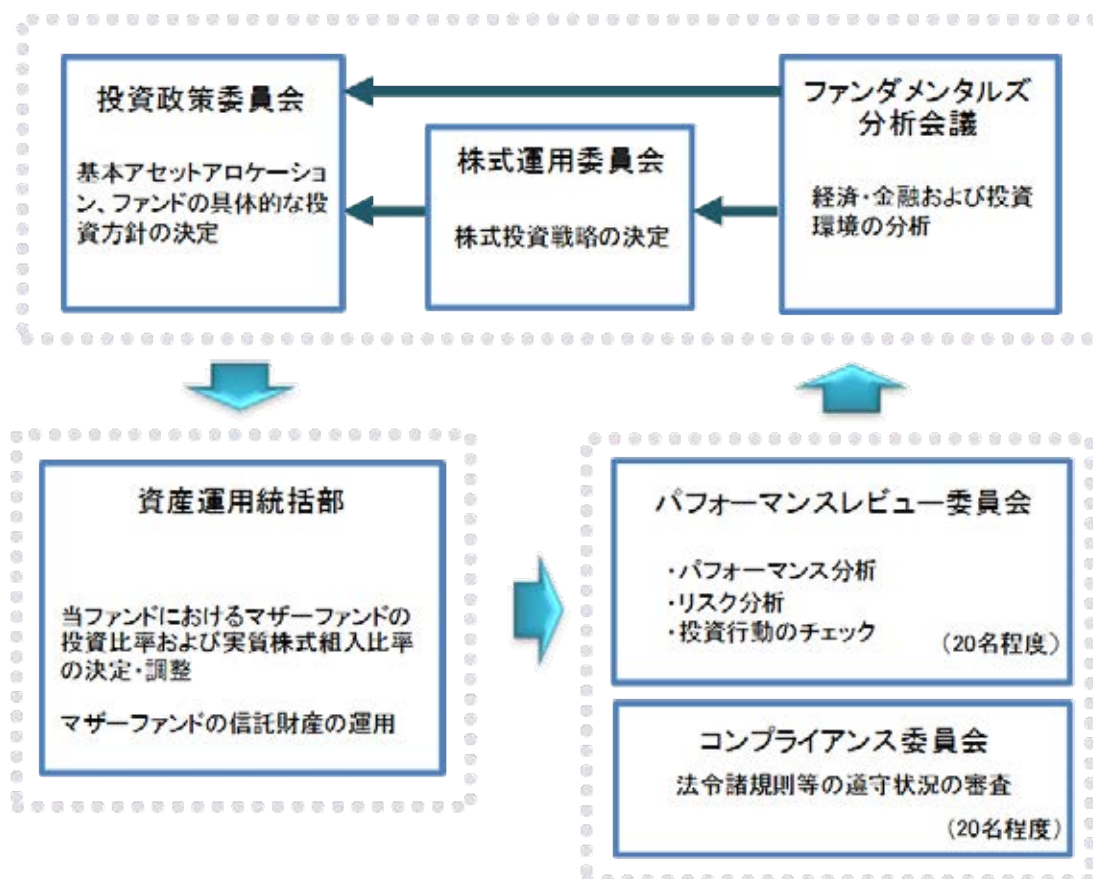 投資政策委員会
基本アセットアロケーショ
ン、ファンドの具体的な投
資方針の決定
株式運用委員会
株式投資戦略の決定
ファンダメンタルズ
分析会議
経済・金融および投資
環境の分析
資産運用統括部
当ファンドにおけるマザーファンドの
投資比率および実質株式組入比率
の決定・調整
マザーファンドの信託財産の運用
パフォーマンスレビュー委員会
・パフォーマンス分析
・リスク分析
・投資行動のチェック
(20名程度)
コンプライアンス委員会
法令諸規則等の遵守状況の審査
(20名程度)